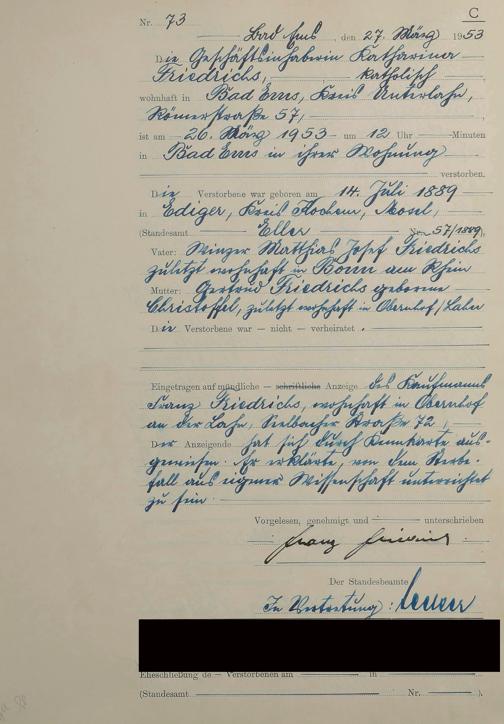 C
Nr. 73
Bad Ems, den 27. März 1953
Die Geschäftsinhaberin Katharina
Friedrichs, katholisch
wohnhaft in Bad Ems, Kreis Unterlahn,
Römerstraße 57,
ist am 26. März 1953 um 12 Uhr Minuten
in Bad Ems in ihrer Wohnung
verstorben.
Die Verstorbene war geboren am 14. Juli 1889
in Ediger, Kreis Kochem, Mosel,
(Standesamt Eller Nr. 57/1889),
Vater: Winzer Matthias Josef Friedrichs
zuletzt wohnhaft in Bonn am Rhein
Mutter: Gertrud Friedrichs geborene
Christoffel, zuletzt wohnhaft in Obernhof/Lahn
Die Verstorbene war — nicht — verheiratet.
Eingetragen auf mündliche — schriftliche Anzeige des Kaufmanns
Franz Friedrichs, wohnhaft in Obernhof
an der Lahn, Seelbacher Straße 72,
Der Anzeigende hat sich durch Kennkarte aus-
gewiesen. Er erklärte, von dem Sterbe-
fall aus eigener Wissenschaft unterrichtet
zu sein.
Vorgelesen, genehmigt und unterschrieben
Franz Friedrichs
Der Standesbeamte
In Vertretung:
Eheschließung de Verstorbenen am in
(Standesamt Nr. ).